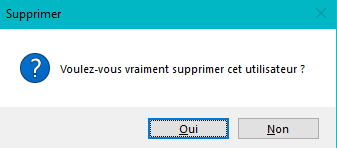 Supprimer
Voulez-vous vraiment supprimer cet utilisateur ?
Oui
Non